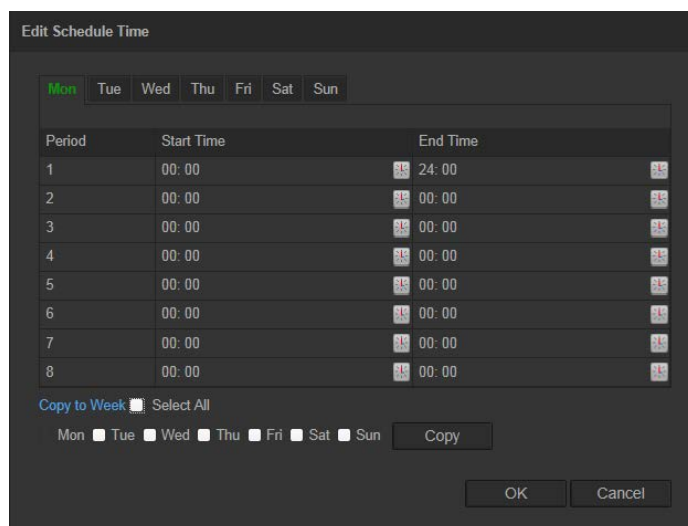 Edit Schedule Time
Mon Tue Wed Thu Fri Sat Sun
Period Start Time End Time
1 00: 00 24: 00
2 00: 00 00: 00
3 00: 00 00: 00
4 00: 00 00: 00
5 00: 00 00: 00
6 00: 00 00: 00
7 00: 00 00: 00
8 00: 00 00: 00
Copy to Week Select All
Mon Tue Wed Thu Fri Sat Sun Copy
OK Cancel